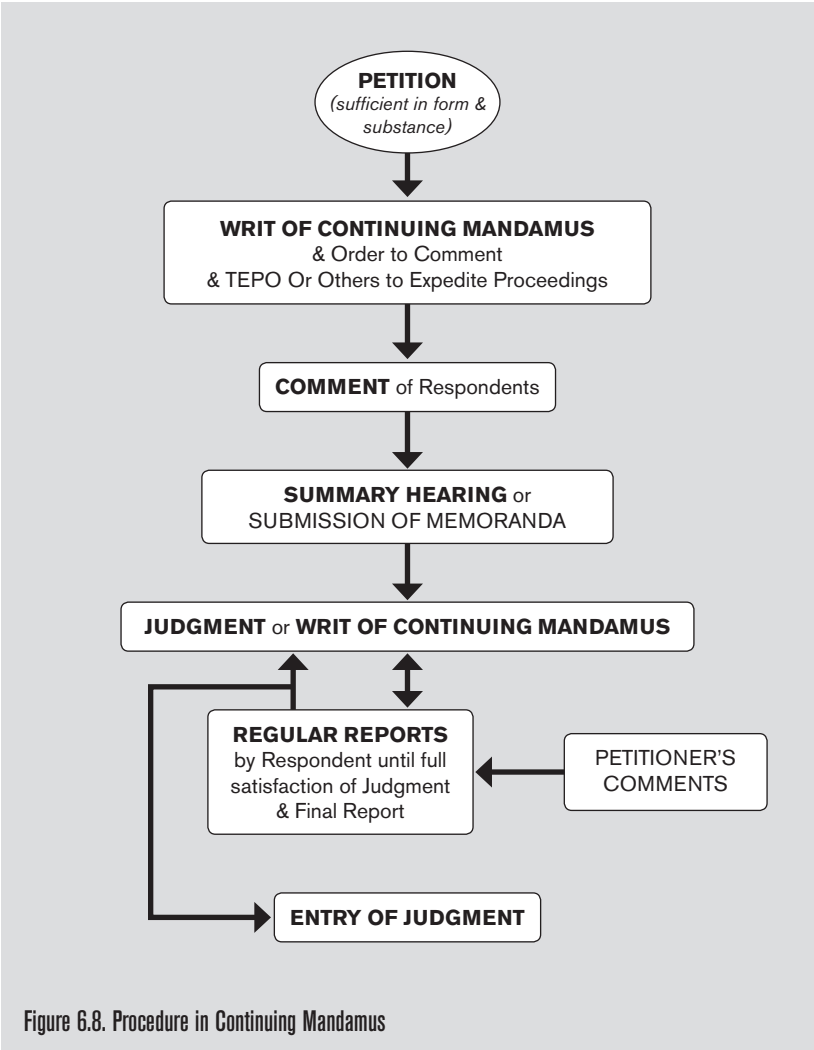 PETITION
(sufficient in form &
substance)
WRIT OF CONTINUING MANDAMUS
& Order to Comment
& TEPO Or Others to Expedite Proceedings
COMMENT of Respondents
SUMMARY HEARING or
SUBMISSION OF MEMORANDA
JUDGMENT or WRIT OF CONTINUING MANDAMUS
REGULAR REPORTS
by Respondent until full
satisfaction of Judgment
& Final Report
PETITIONER’S
COMMENTS
ENTRY OF JUDGMENT
Figure 6.8. Procedure in Continuing Mandamus